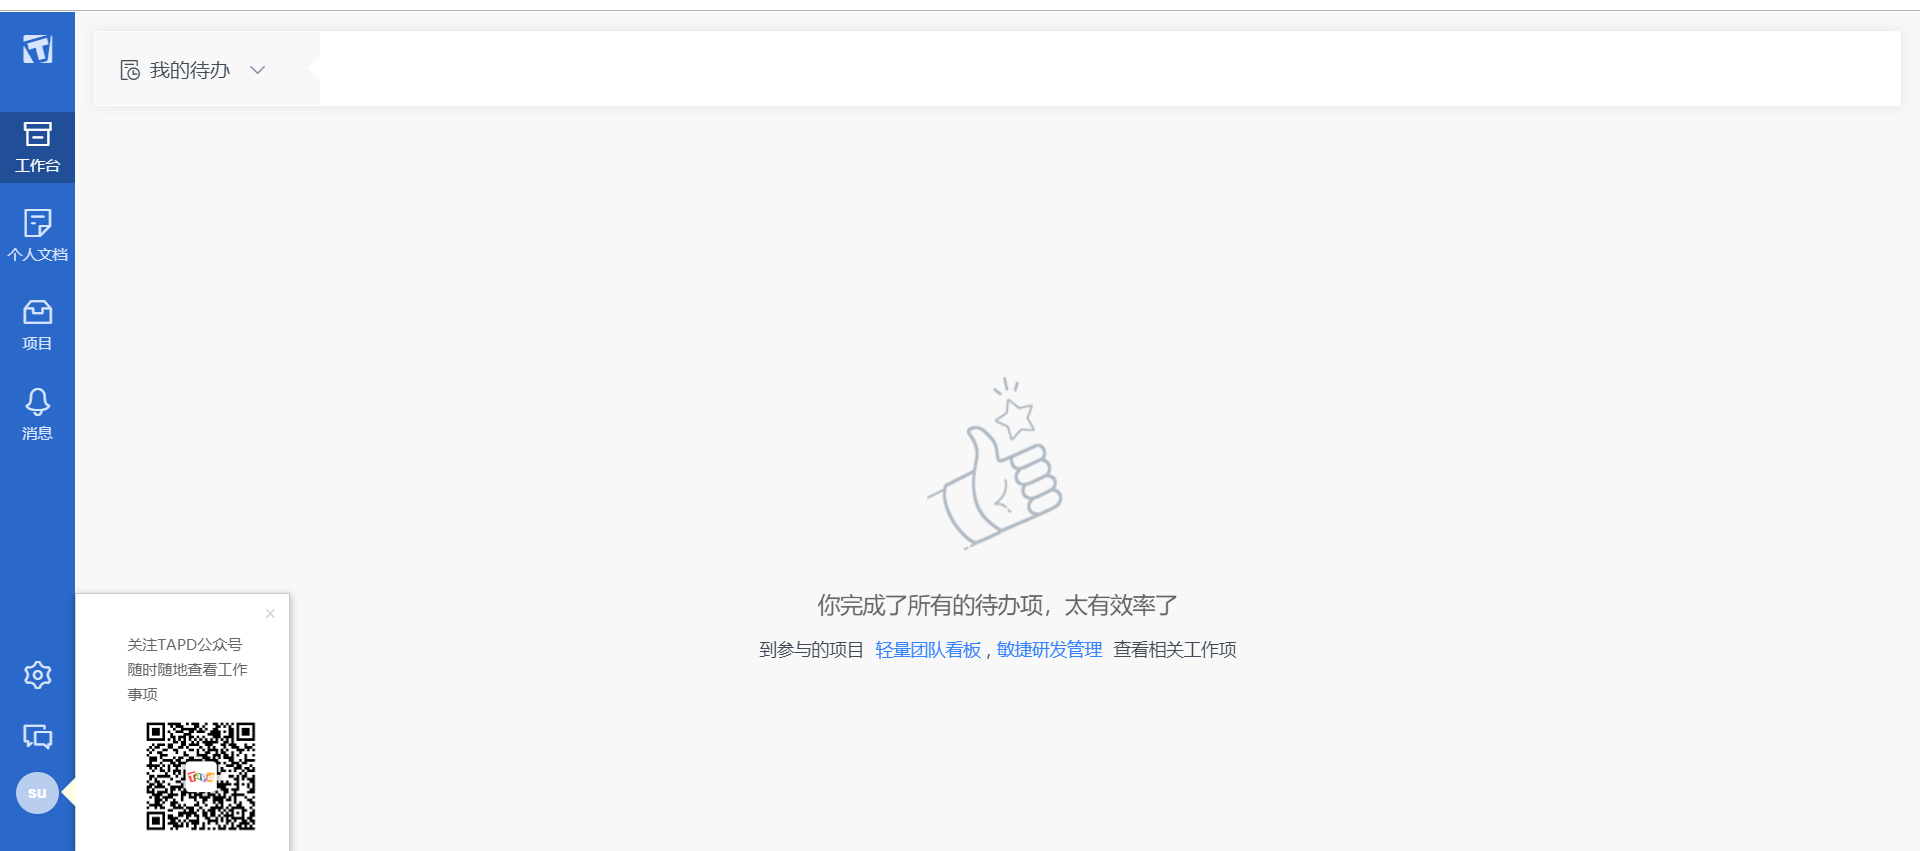 我的待办
工作台
个人文档
项目
消息
你完成了所有的待办项，太有效率了
到参与的项目 轻量团队看板 , 敏捷研发管理 查看相关工作项
×
关注TAPD公众号
随时随地查看工作
事项
TAPD
su